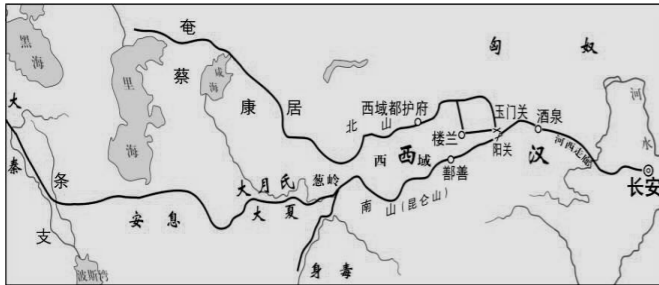 黑海
里海
咸海
奄蔡
康居
匈奴
大秦
条支
波斯湾
安息
大月氏
大夏
葱岭
身毒
北山
西域都护府
楼兰
西西域
鄯善
南山(昆仑山)
玉门关
阳关
酒泉
汉
河西走廊
河水
长安